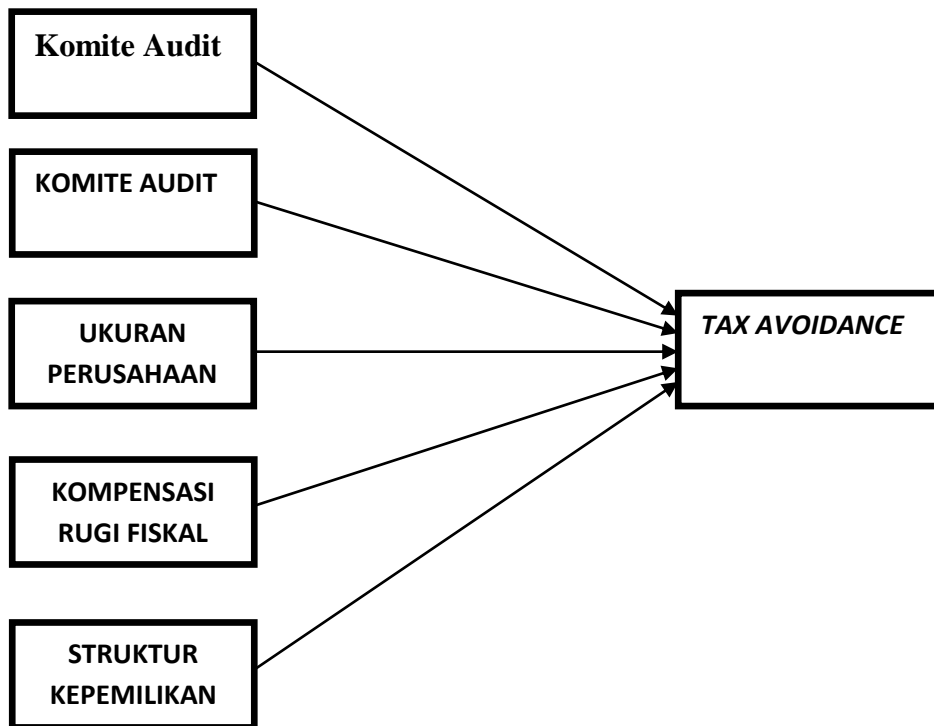 Komite Audit
KOMITE AUDIT
UKURAN
PERUSAHAAN
TAX AVOIDANCE
KOMPENSASI
RUGI FISKAL
STRUKTUR
KEPEMILIKAN